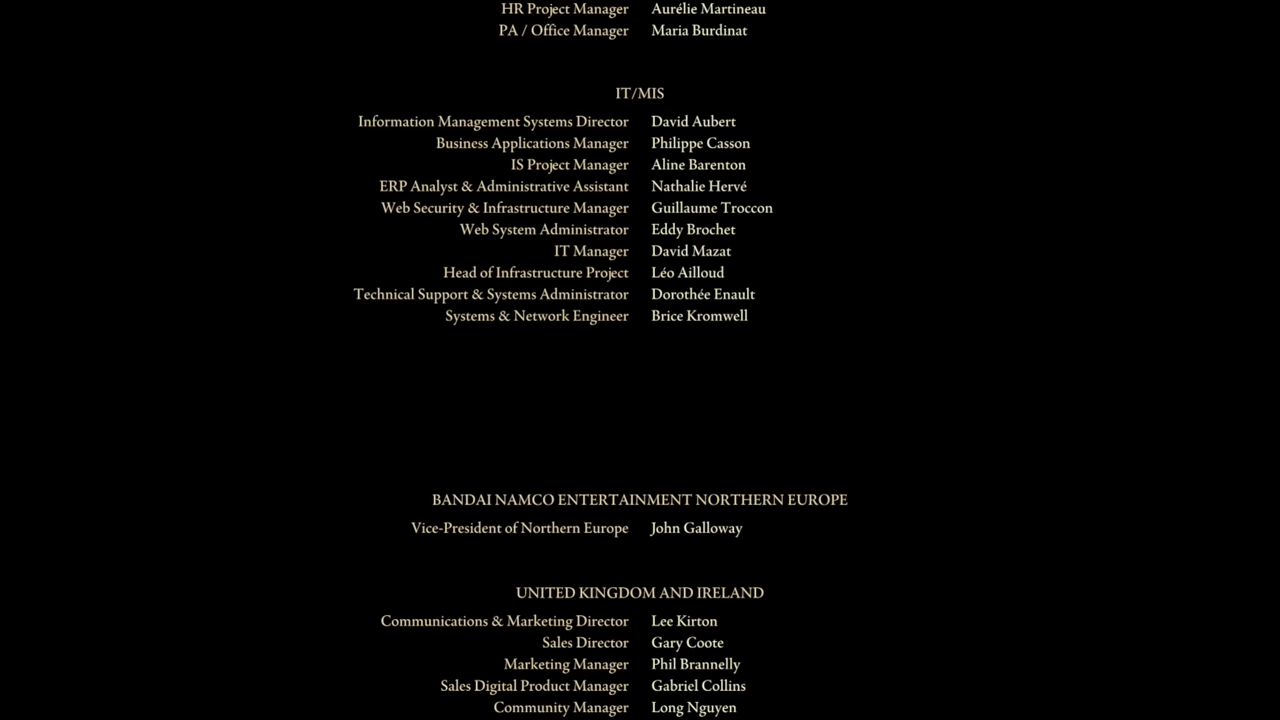 HR Project Manager Aurélie Martineau
PA / Office Manager Maria Burdinat
IT/MIS
Information Management Systems Director David Aubert
Business Applications Manager Philippe Casson
IS Project Manager Aline Barenton
ERP Analyst & Administrative Assistant Nathalie Hervé
Web Security & Infrastructure Manager Guillaume Troccon
Web System Administrator Eddy Brochet
IT Manager David Mazat
Head of Infrastructure Project Léo Ailloud
Technical Support & Systems Administrator Dorothée Enault
Systems & Network Engineer Brice Kromwell
BANDAI NAMCO ENTERTAINMENT NORTHERN EUROPE
Vice-President of Northern Europe John Galloway
UNITED KINGDOM AND IRELAND
Communications & Marketing Director Lee Kirton
Sales Director Gary Coote
Marketing Manager Phil Brannelly
Sales Digital Product Manager Gabriel Collins
Community Manager Long Nguyen